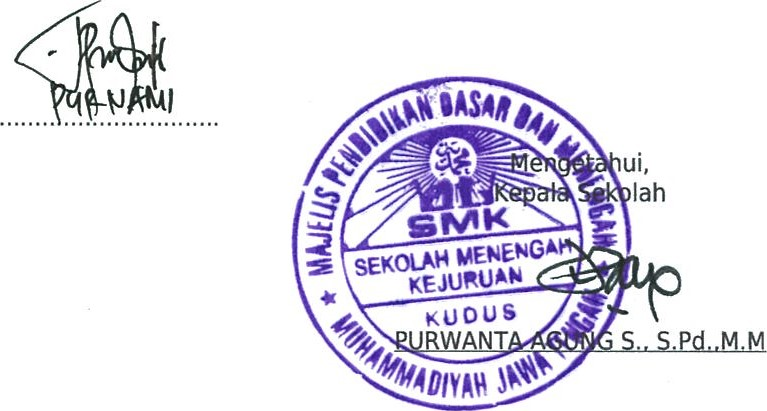 PURNAMI
Mengetahui,
Kepala Sekolah
MAJELIS PENDIDIKAN DASAR DAN MENENGAH
SMK
SEKOLAH MENENGAH
KEJURUAN
KUDUS
MUHAMMADIYAH JAWA TENGAH
PURWANTA AGUNG S., S.Pd.,M.M